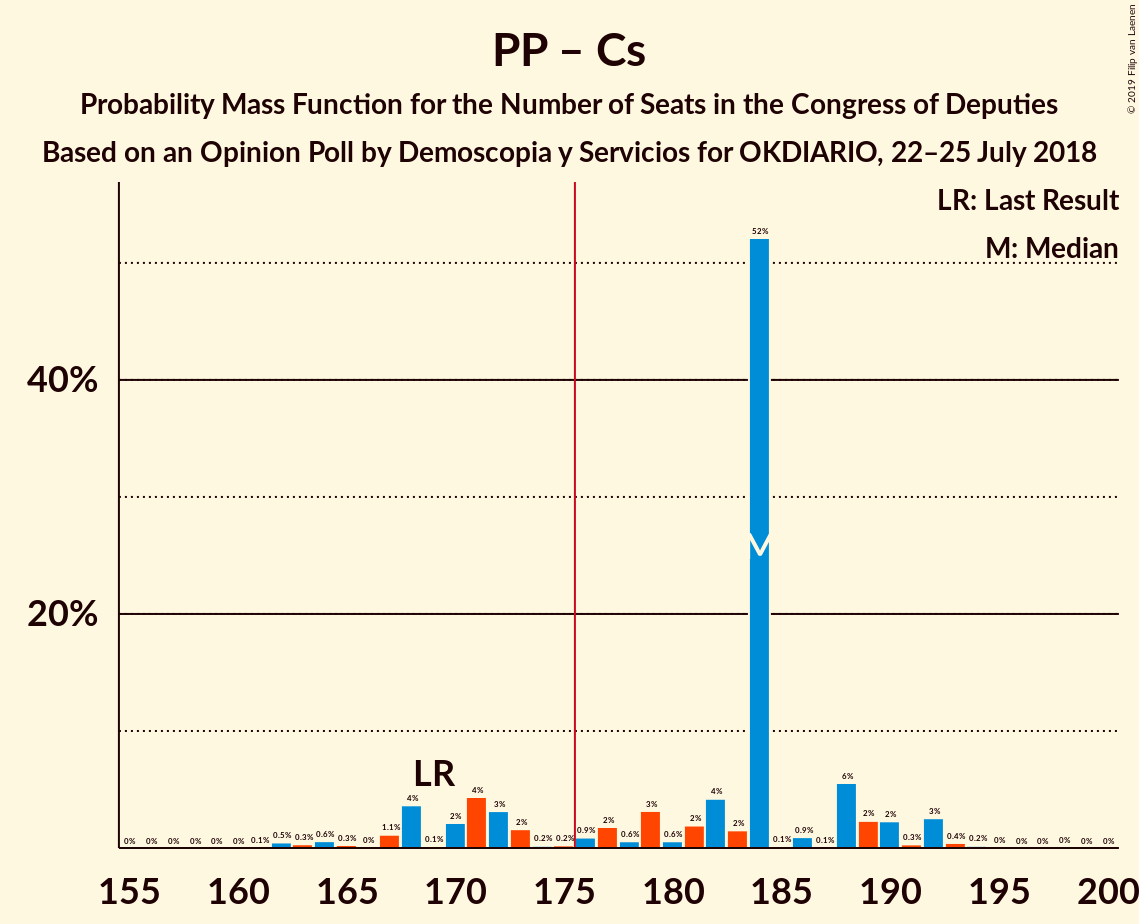 PP – Cs
Probability Mass Function for the Number of Seats in the Congress of Deputies
Based on an Opinion Poll by Demoscopia y Servicios for OKDIARIO, 22–25 July 2018
© 2019 Filip van Laenen
LR: Last Result
M: Median
52%
40%
20%
LR
M
0% 0% 0% 0% 0% 0% 0.1% 0.5% 0.3% 0.6% 0.3% 0% 1.1% 4% 0.1% 2% 4% 3% 2% 0.2% 0.2% 0.9% 2% 0.6% 3% 0.6% 2% 4% 2% 0.1% 0.9% 0.1% 6% 2% 2% 0.3% 3% 0.4% 0.2% 0% 0% 0% 0% 0% 0%
155 160 165 170 175 180 185 190 195 200